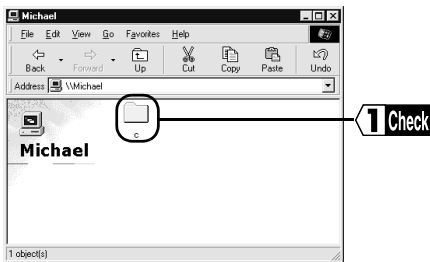 Michael
File Edit View Go Favorites Help
Back Forward Up Cut Copy Paste Undo
Address \\Michael
c
1 Check
Michael
1 object(s)